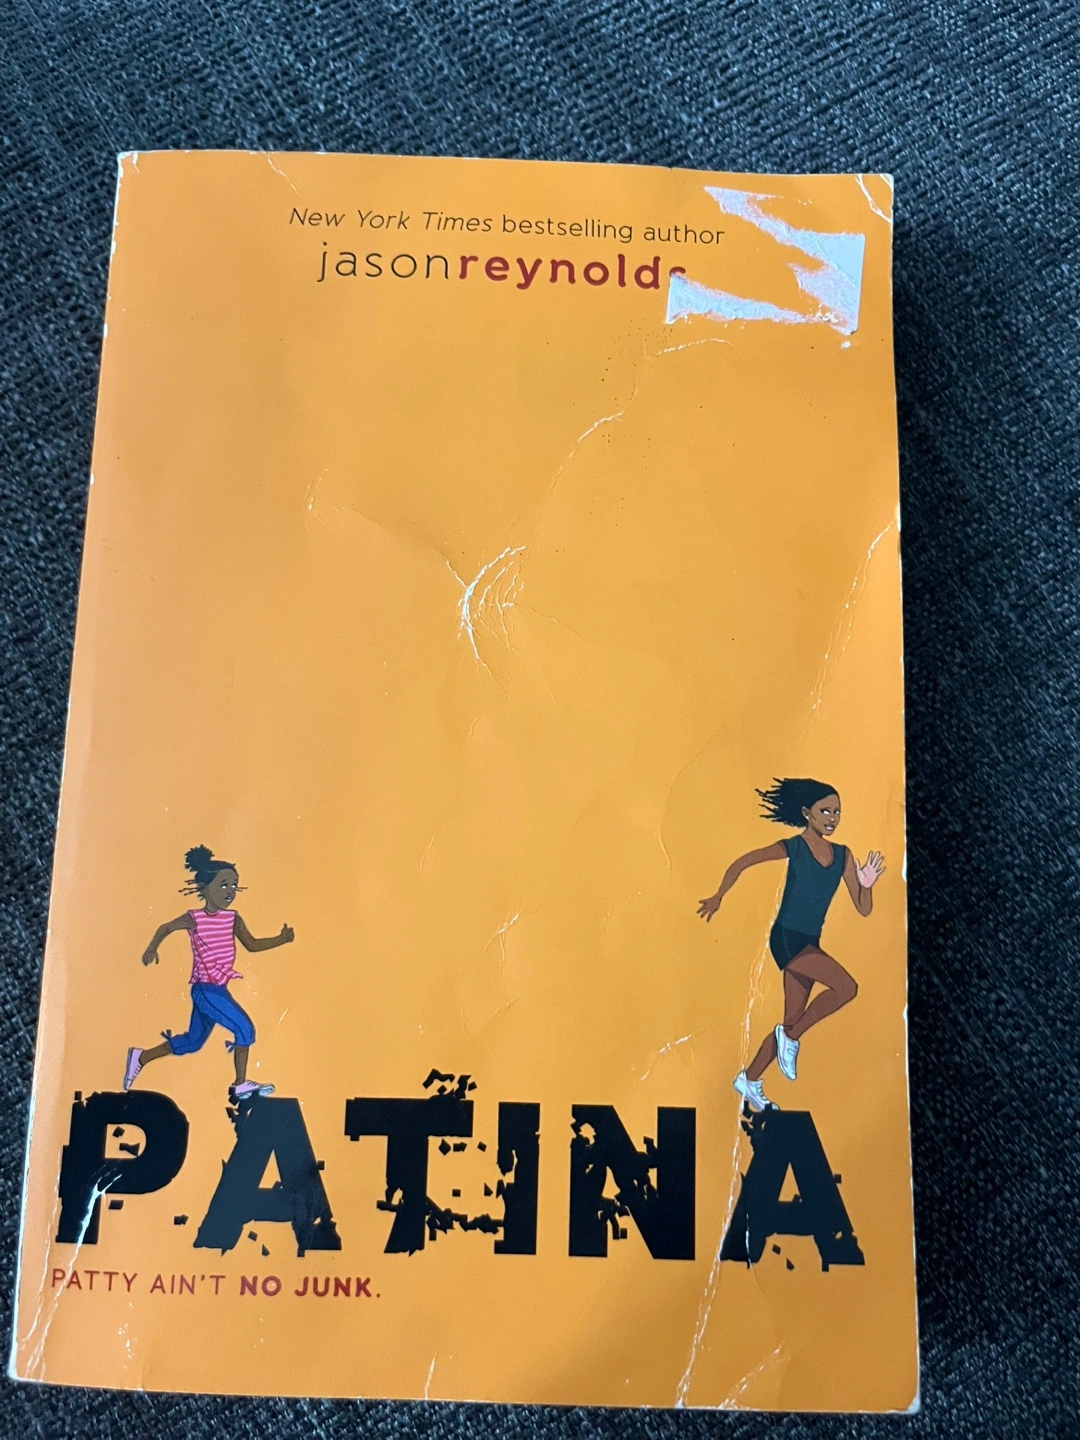 New York Times bestselling author
jasonreynolds
PATINA
PATTY AIN'T NO JUNK.